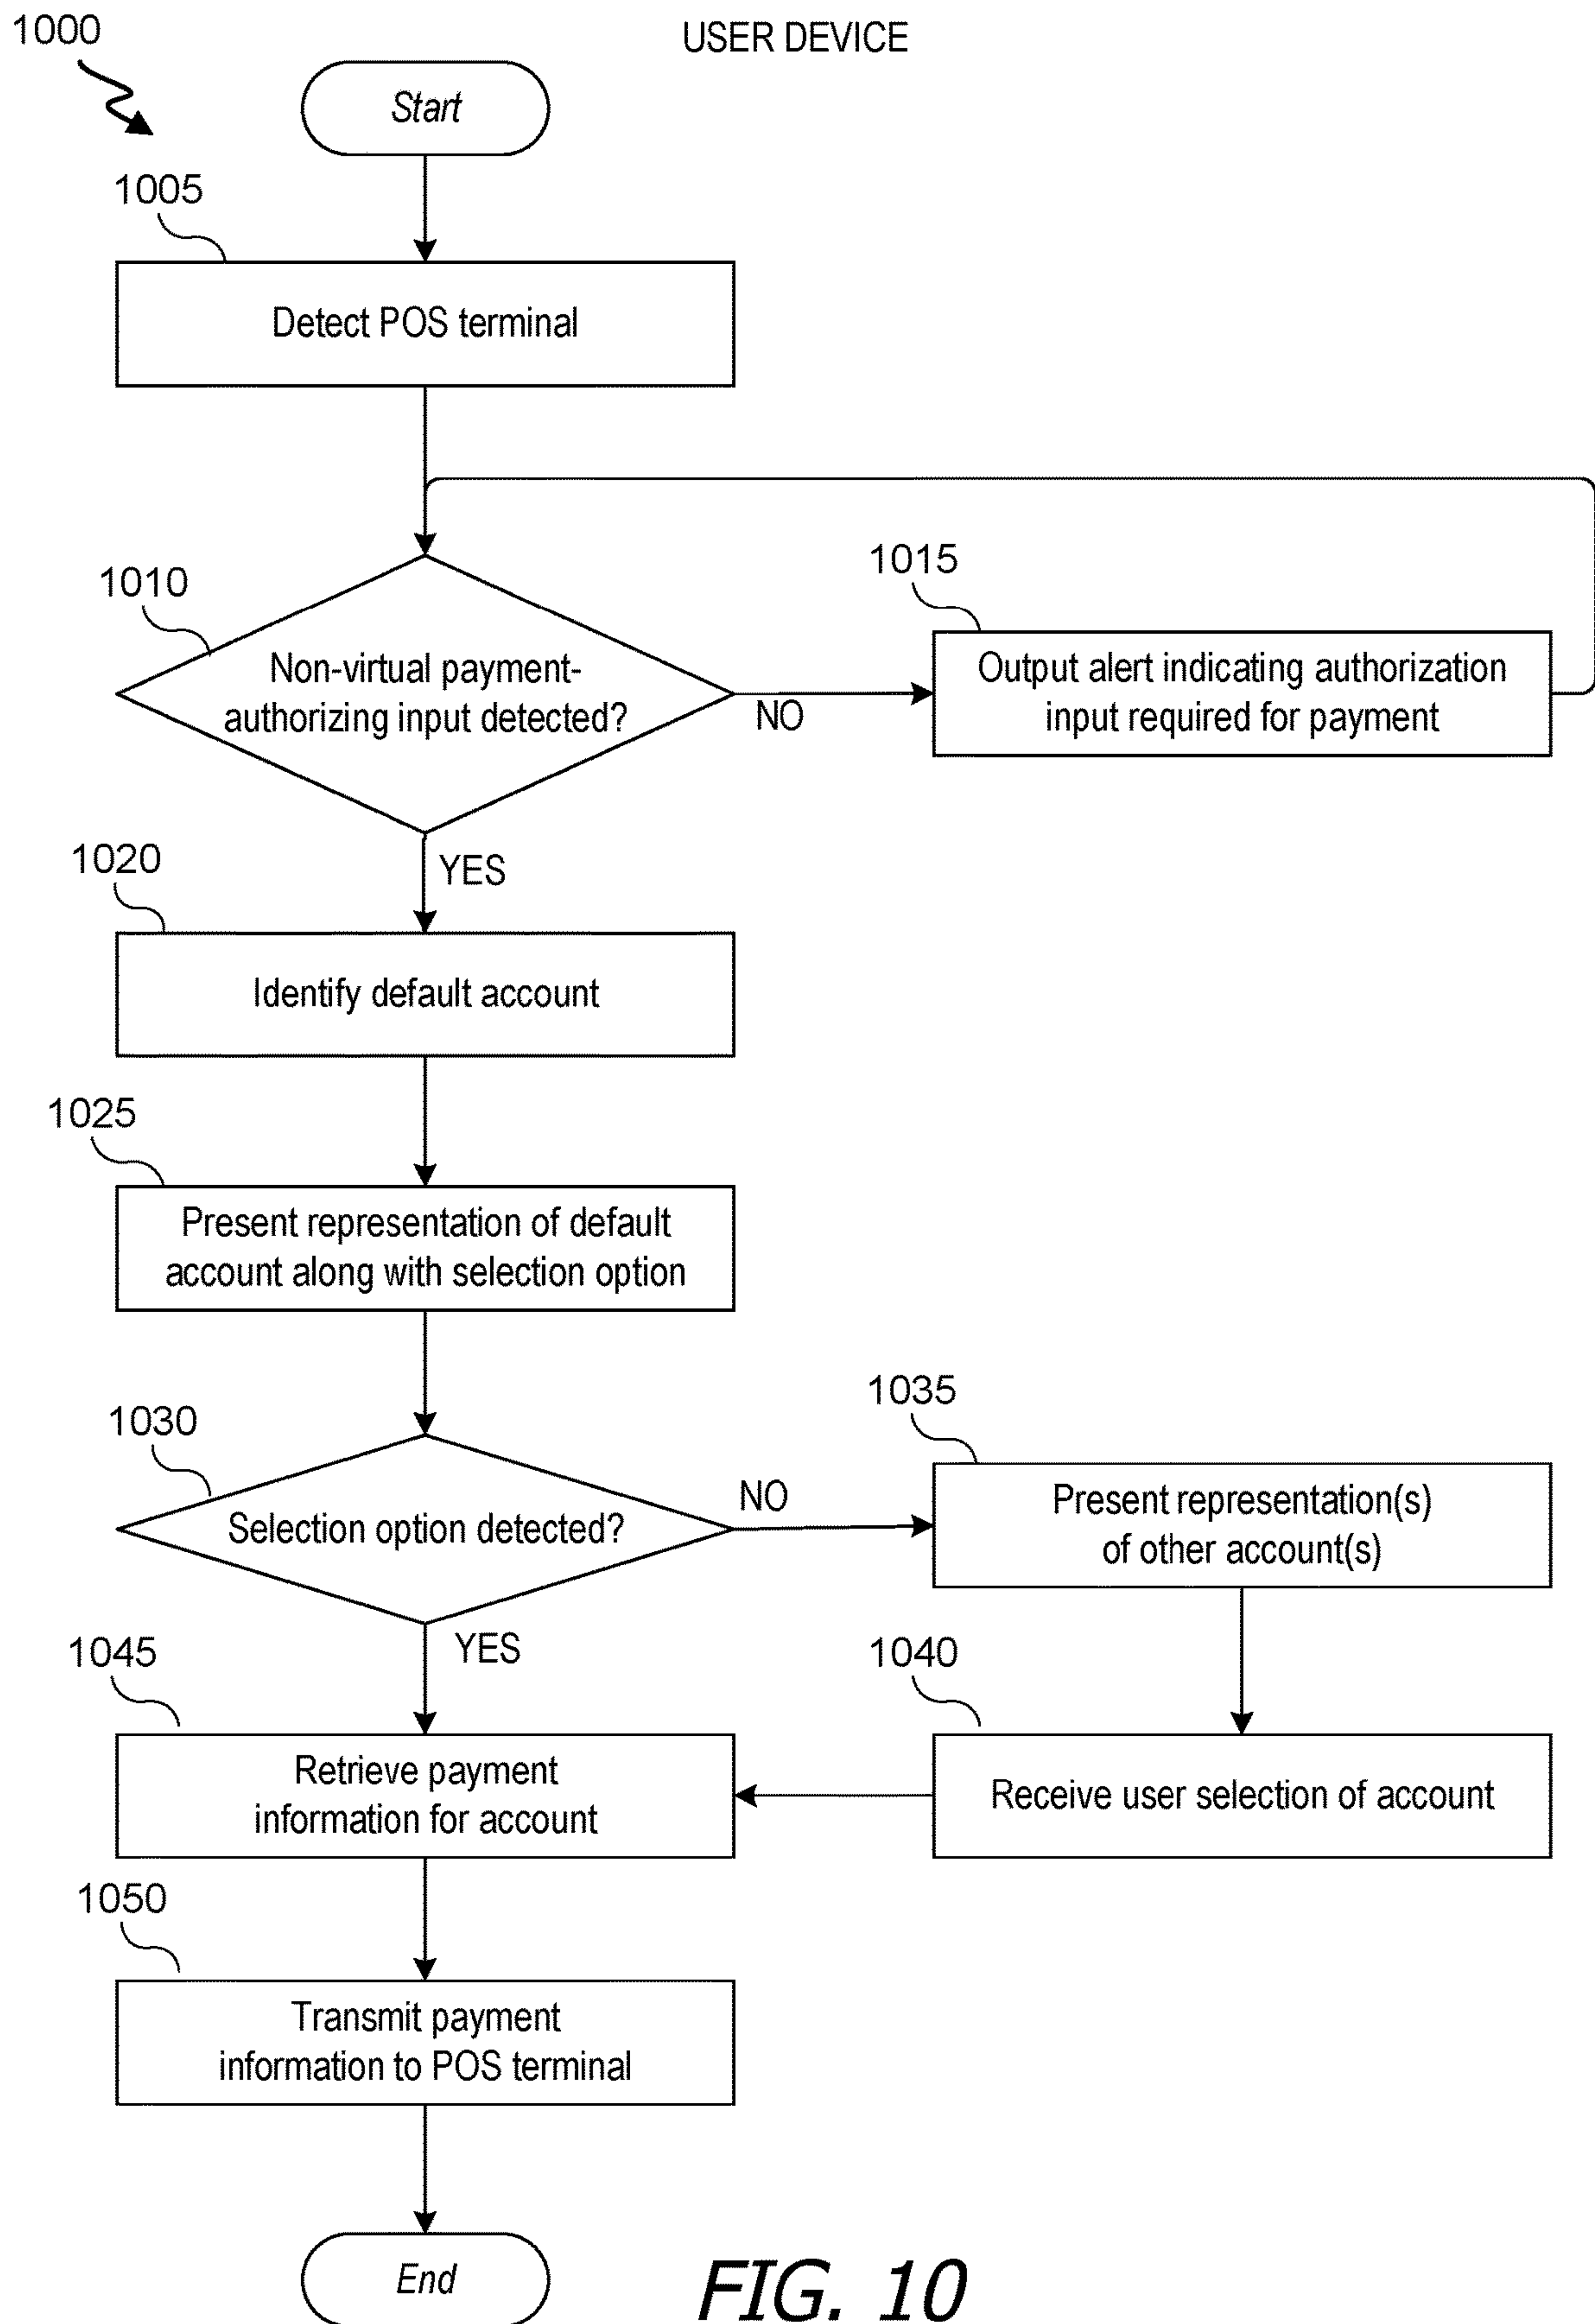 1000
USER DEVICE
Start
1005
Detect POS terminal
1010
Non-virtual payment-
authorizing input detected?
NO
1015
Output alert indicating authorization
input required for payment
YES
1020
Identify default account
1025
Present representation of default
account along with selection option
1030
Selection option detected?
NO
1035
Present representation(s)
of other account(s)
YES
1045
Retrieve payment
information for account
1040
Receive user selection of account
1050
Transmit payment
information to POS terminal
End
FIG. 10